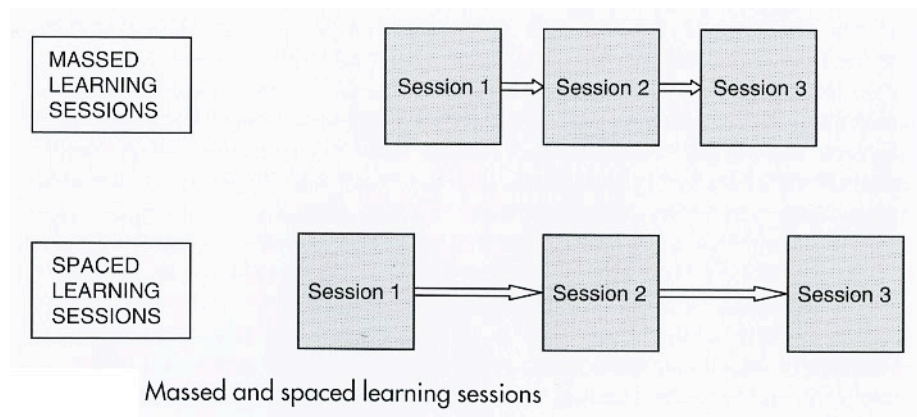 MASSED
LEARNING
SESSIONS
Session 1
Session 2
Session 3
SPACED
LEARNING
SESSIONS
Session 1
Session 2
Session 3
Massed and spaced learning sessions